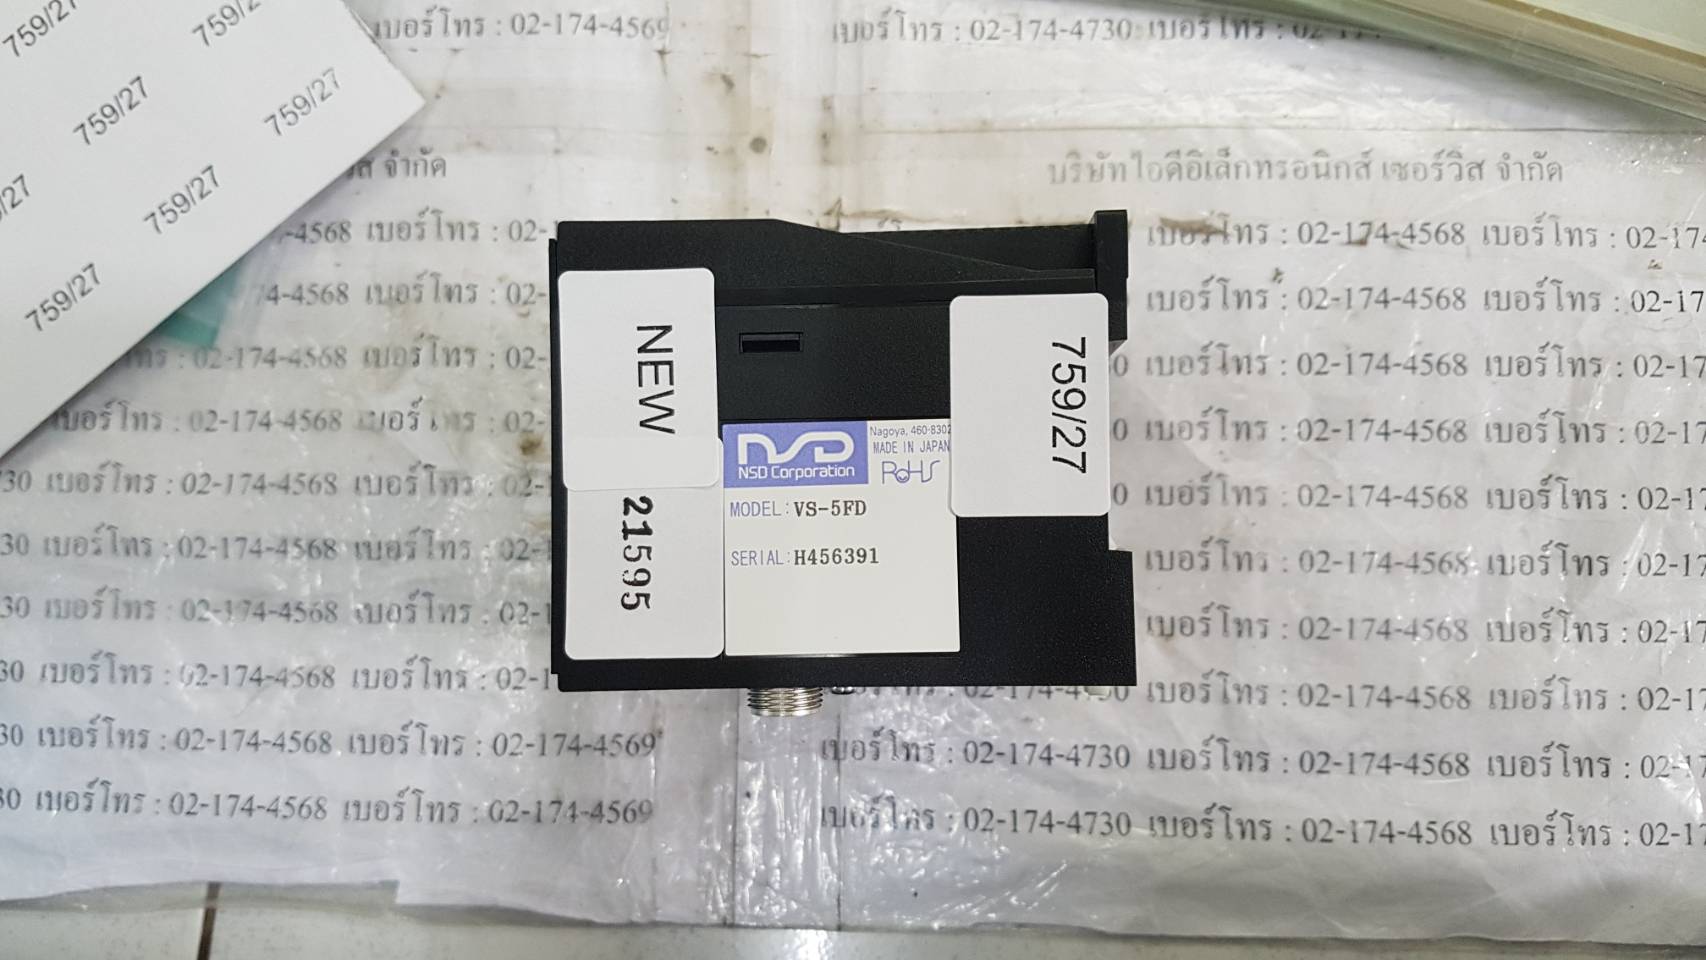 759/27
759/27
759/27
759/27
759/27
759/27
เบอร์โทร : 02-174-4569
เบอร์โทร : 02-174-4730 เบอร์โทร :
จำกัด
บริษัทไอดีอิเล็กทรอนิกส์ เซอร์วิส จำกัด
-4568 เบอร์โทร : 02-
เบอร์โทร : 02-174-4568 เบอร์โทร : 02-174
74-4568 เบอร์โทร : 02-
เบอร์โทร : 02-174-4568 เบอร์โทร : 02-17
: 02-174-4568 เบอร์โทร : 02-
0 เบอร์โทร : 02-174-4568 เบอร์โทร : 02-17
เบอร์โทร : 02-174-4568 เบอร์โทร : 02-
0 เบอร์โทร : 02-174-4568 เบอร์โทร : 02-17
30 เบอร์โทร : 02-174-4568 เบอร์โทร : 02-
0 เบอร์โทร : 02-174-4568 เบอร์โทร : 02-17
30 เบอร์โทร : 02-174-4568 เบอร์โทร : 02-
เบอร์โทร : 02-174-4568 เบอร์โทร : 02-17
30 เบอร์โทร : 02-174-4568 เบอร์โทร : 02-1
เบอร์โทร : 02-174-4568 เบอร์โทร : 02-17
30 เบอร์โทร : 02-174-4568 เบอร์โทร : 02-1
02-174-4730 เบอร์โทร : 02-174-4568 เบอร์โทร : 02-17
30 เบอร์โทร : 02-174-4568 เบอร์โทร : 02-174-4569
เบอร์โทร : 02-174-4730 เบอร์โทร : 02-174-4568 เบอร์โทร : 02-17
30 เบอร์โทร : 02-174-4568 เบอร์โทร : 02-174-4569
เบอร์โทร : 02-174-4730 เบอร์โทร : 02-174-4568 เบอร์โทร : 02-17
NEW
21595
NSD
NSD Corporation
Nagoya, 460-8302
MADE IN JAPAN
RoHS
MODEL: VS-5FD
SERIAL: H456391
759/27